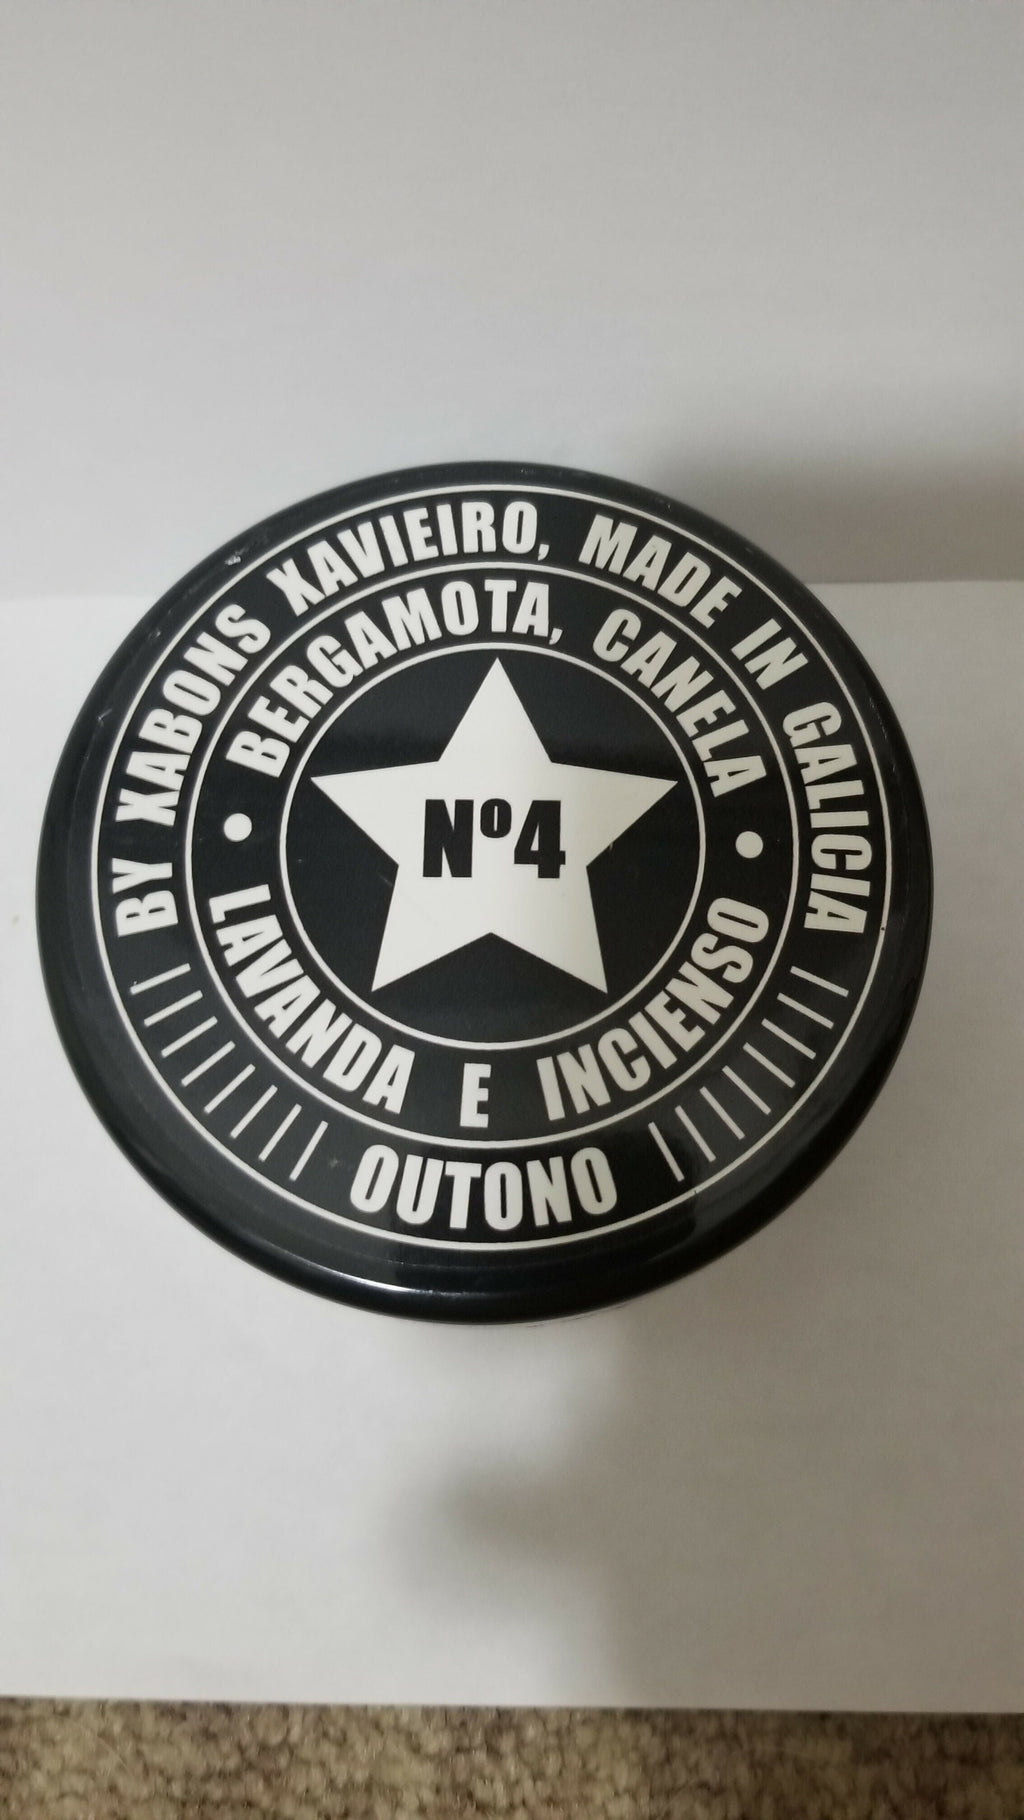 BY XABONS XAVIEIRO, MADE IN GALICIA
BERGAMOTA, CANELA
Nº4
LAVANDA E INCIENSO
OUTONO